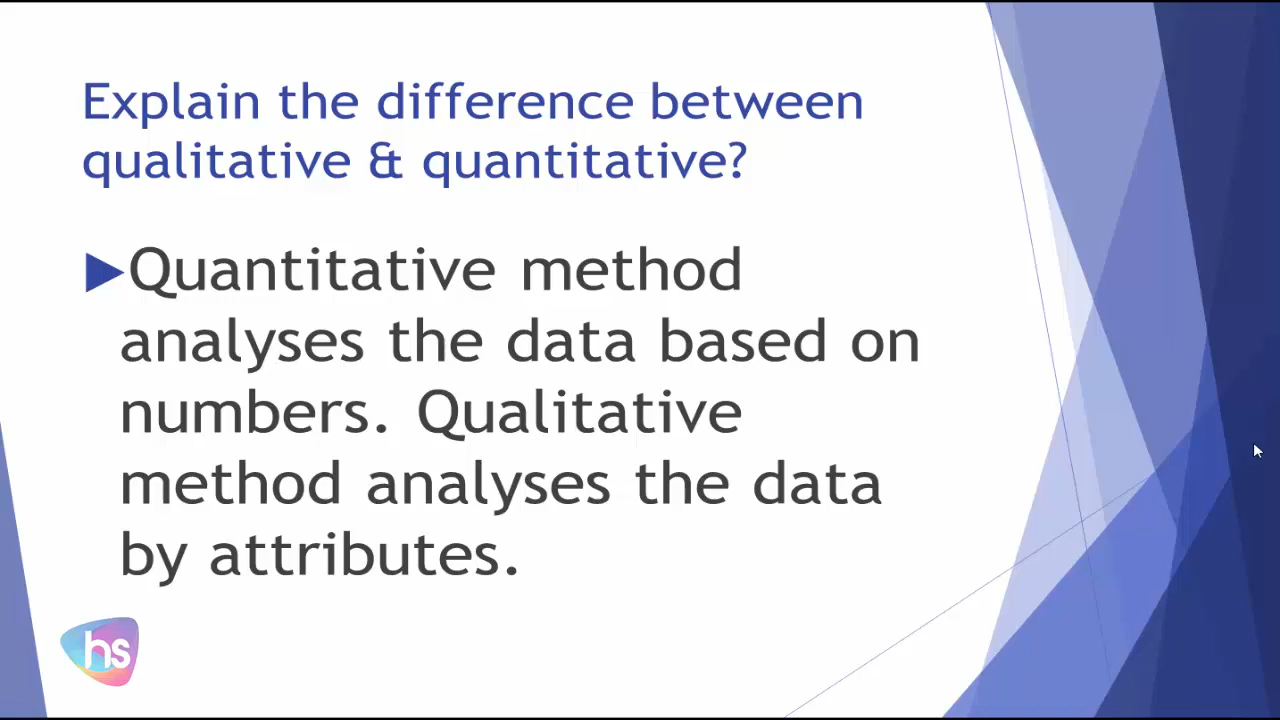 Explain the difference between
qualitative & quantitative?
Quantitative method
analyses the data based on
numbers. Qualitative
method analyses the data
by attributes.
hs